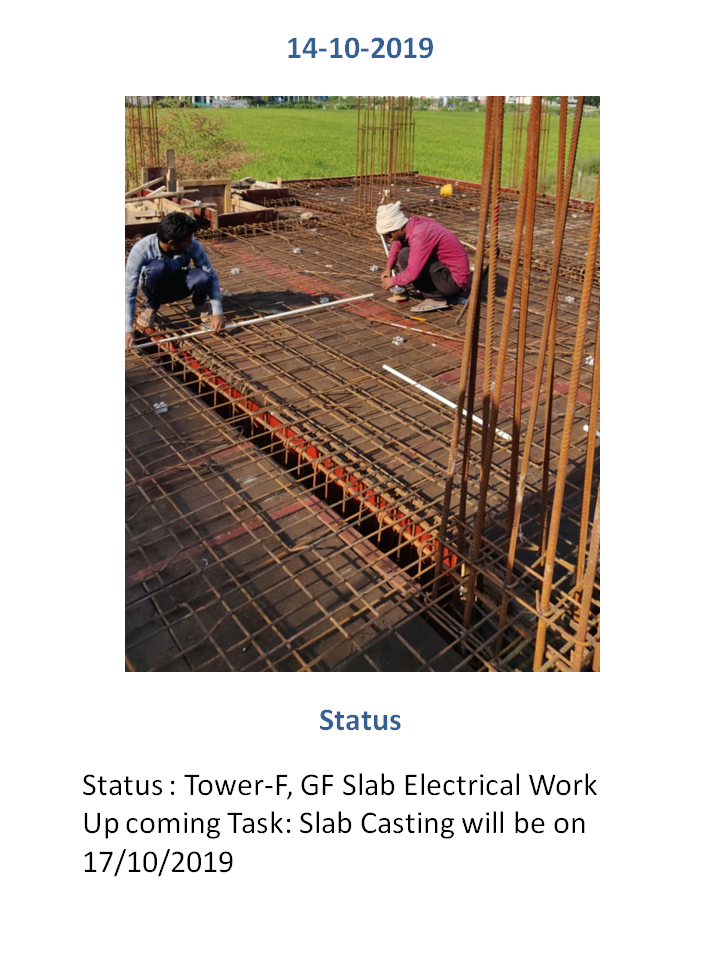 14-10-2019
Status
Status : Tower-F, GF Slab Electrical Work
Up coming Task: Slab Casting will be on
17/10/2019